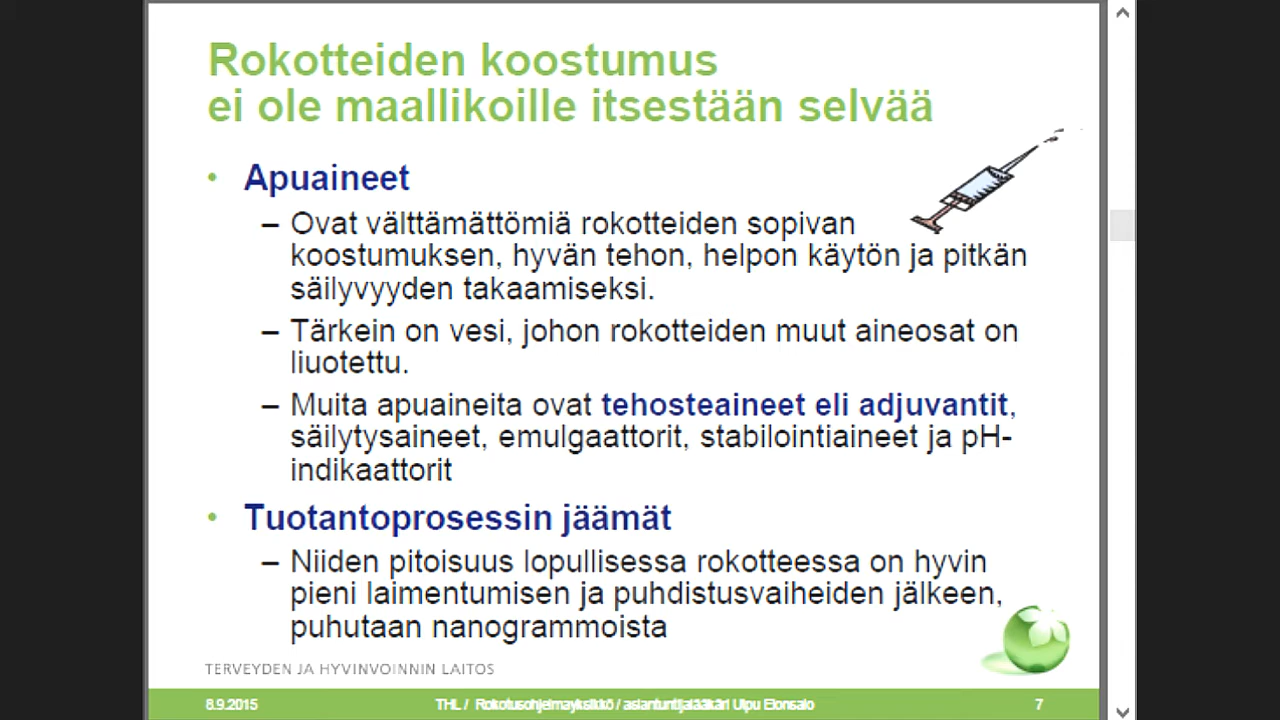 Rokotteiden koostumus
ei ole maallikoille itsestään selvää
• Apuaineet
– Ovat välttämättömiä rokotteiden sopivan
koostumuksen, hyvän tehon, helpon käytön ja pitkän
säilyvyyden takaamiseksi.
– Tärkein on vesi, johon rokotteiden muut aineosat on
liuotettu.
– Muita apuaineita ovat tehosteaineet eli adjuvantit,
säilytysaineet, emulgaattorit, stabilointiaineet ja pH-
indikaattorit
• Tuotantoprosessin jäämät
– Niiden pitoisuus lopullisessa rokotteessa on hyvin
pieni laimentumisen ja puhdistusvaiheiden jälkeen,
puhutaan nanogrammoista
TERVEYDEN JA HYVINVOINNIN LAITOS
8.9.2015 THL / Rokotusohjelmayksikkö / asiantuntijalääkäri Ulpu Elonsalo 7